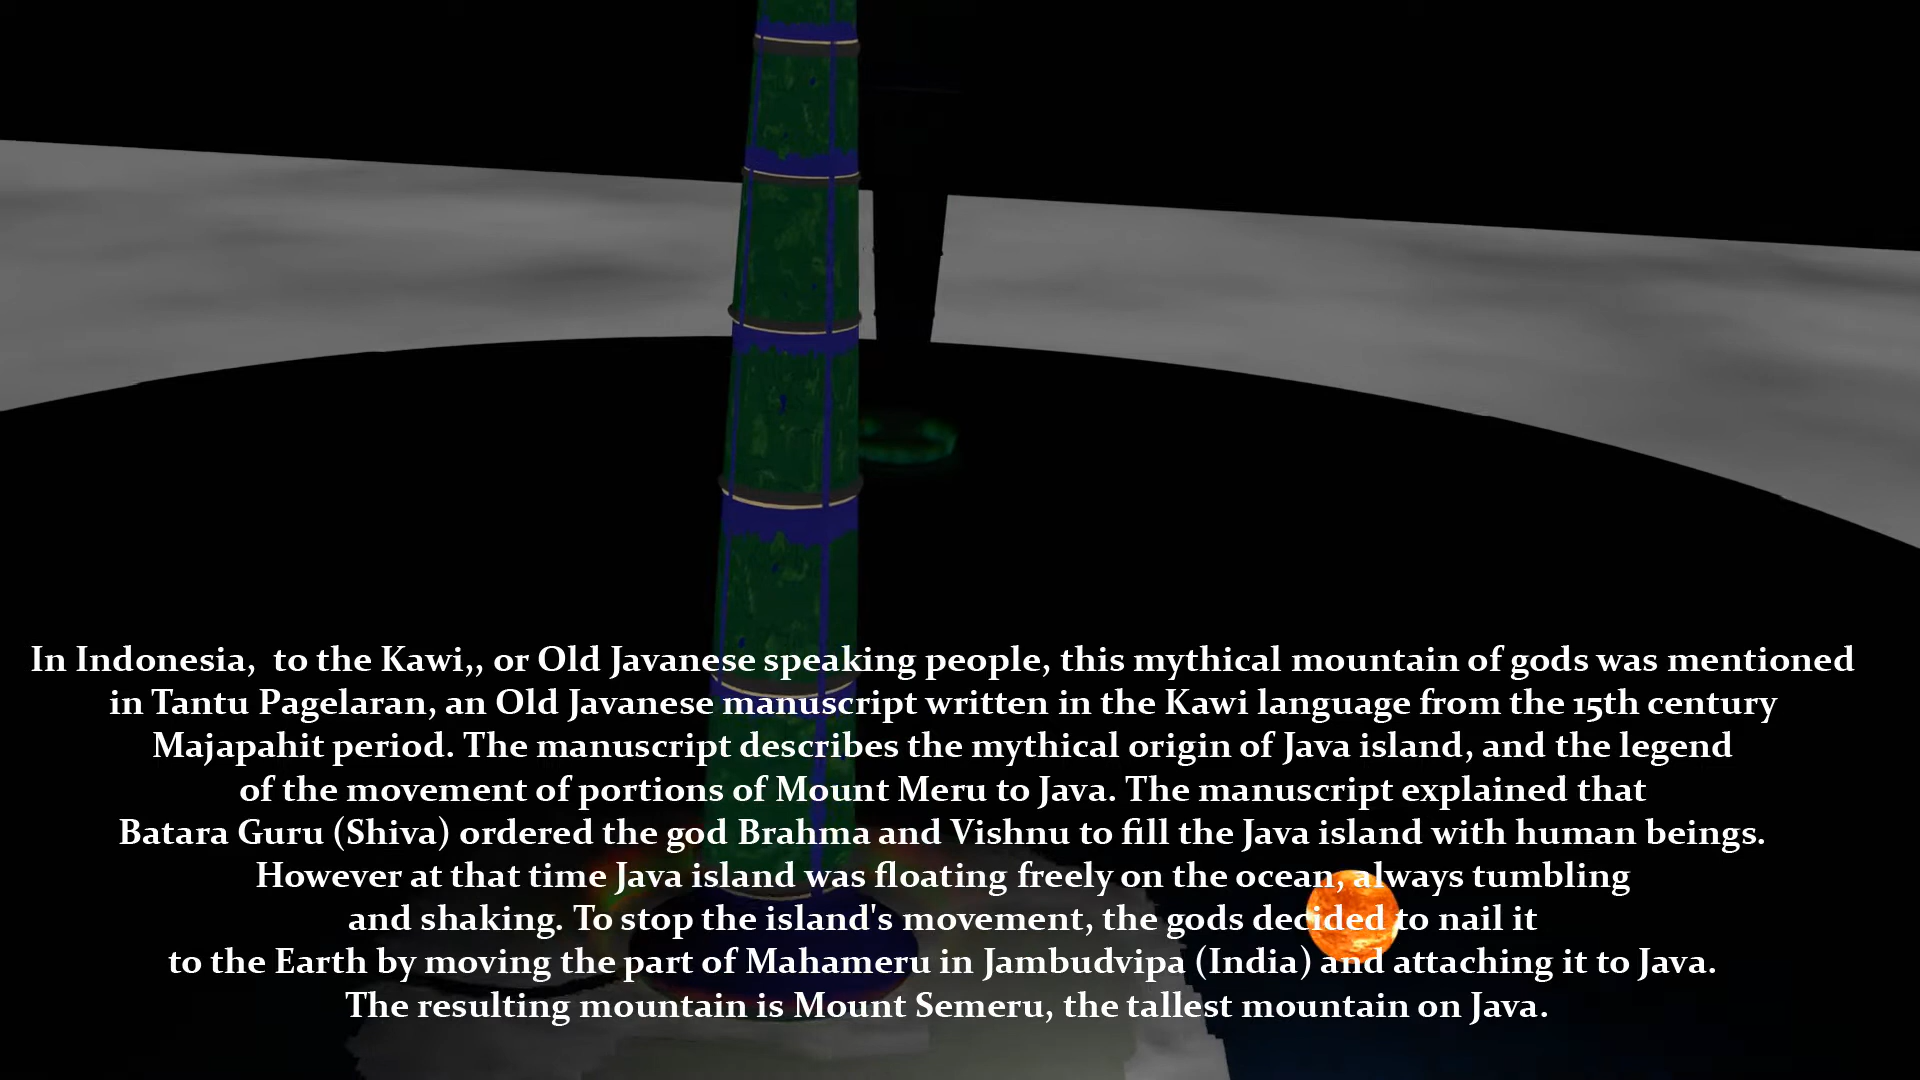 In Indonesia,  to the Kawi,, or Old Javanese speaking people, this mythical mountain of gods was mentioned
in Tantu Pagelaran, an Old Javanese manuscript written in the Kawi language from the 15th century
Majapahit period. The manuscript describes the mythical origin of Java island, and the legend
of the movement of portions of Mount Meru to Java. The manuscript explained that
Batara Guru (Shiva) ordered the god Brahma and Vishnu to fill the Java island with human beings.
However at that time Java island was floating freely on the ocean, always tumbling
and shaking. To stop the island's movement, the gods decided to nail it
to the Earth by moving the part of Mahameru in Jambudvipa (India) and attaching it to Java.
The resulting mountain is Mount Semeru, the tallest mountain on Java.